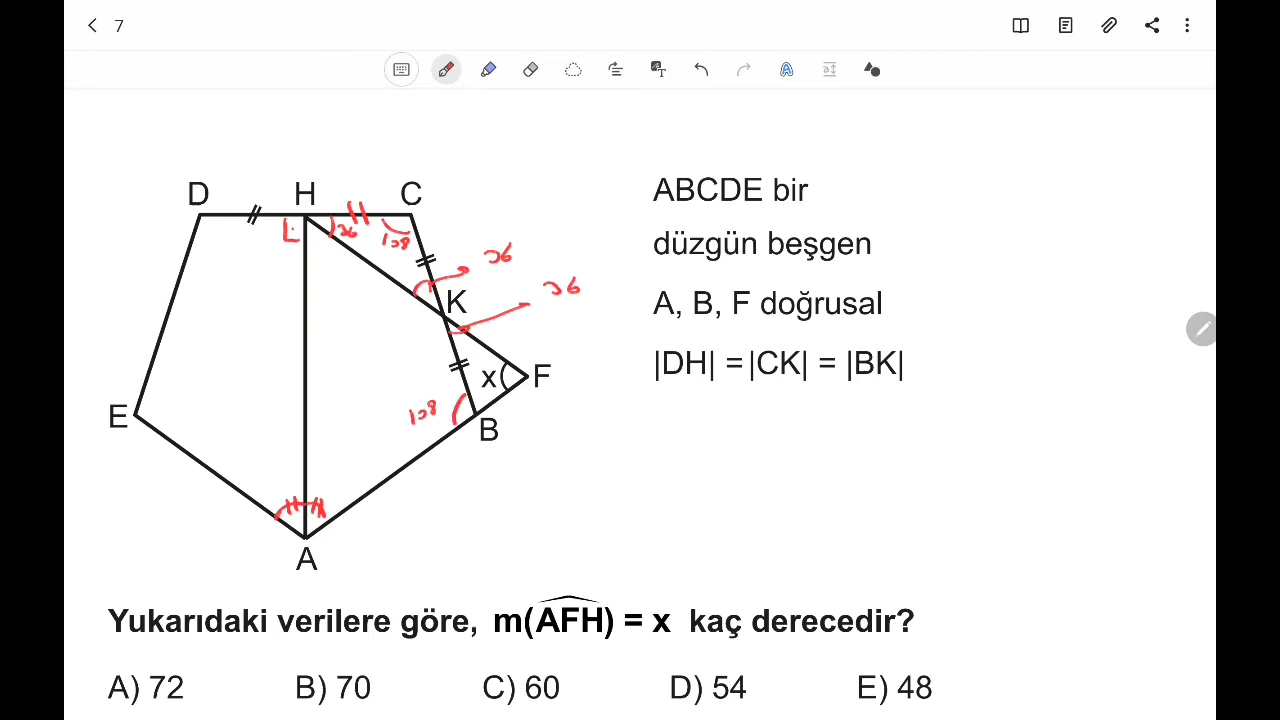 7
D H C
ABCDE bir
36
108
36
düzgün beşgen
36
K
A, B, F doğrusal
x F
|DH| = |CK| = |BK|
E
108
B
A
Yukarıdaki verilere göre, m(AFH) = x kaç derecedir?
A) 72 B) 70 C) 60 D) 54 E) 48